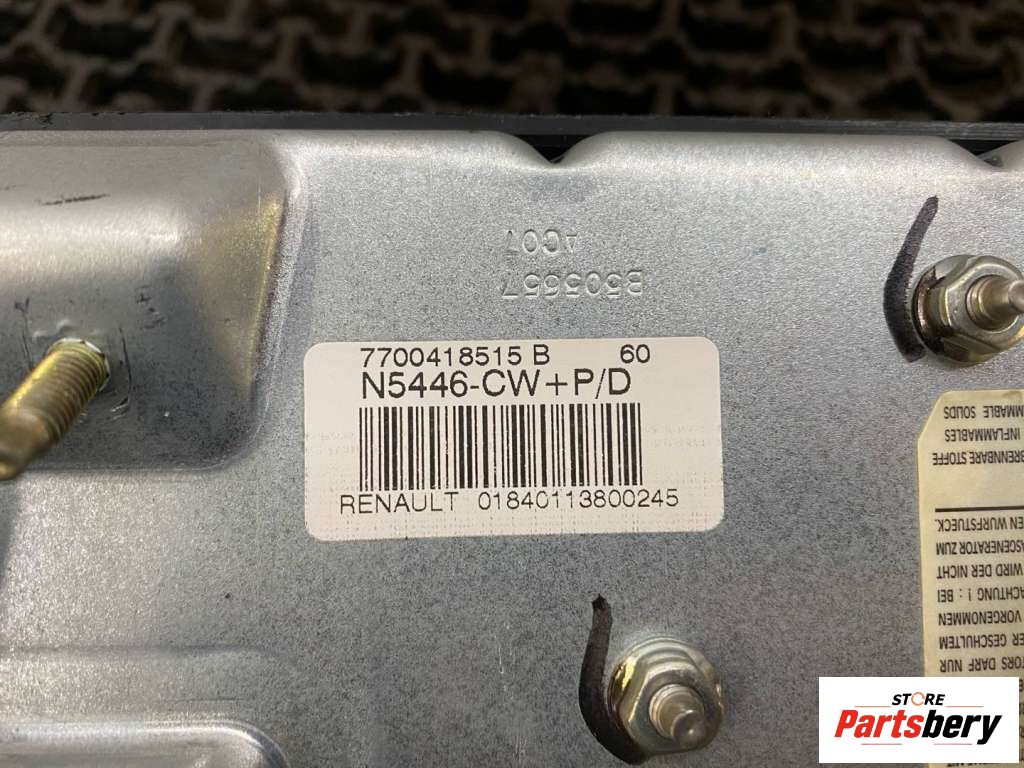 B505657
4C07
7700418515 B 60
N5446-CW+P/D
RENAULT 01840113800245
MMABLE SOLIDS
INFLAMMABLES
BRENNBARE STOFFE
EN WURFSTUECK.
ASGENERATOR ZUM
WIRD DER NICHT
ACHTUNG ! : BEI
VORGENOMMEN
ER GESCHULTEM
TORS DARF NUR
STORE
Partsbery